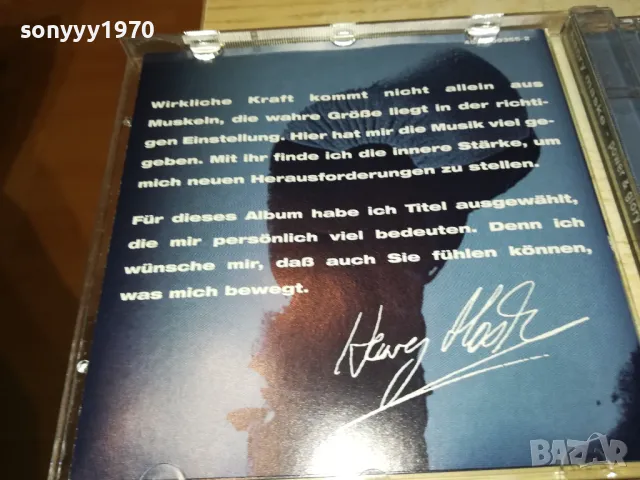 sonyyy1970
Wirkliche Kraft kommt nicht allein aus
Muskeln, die wahre Größe liegt in der richti-
gen Einstellung. Hier hat mir die Musik viel ge-
geben. Mit ihr finde ich die innere Stärke, um
mich neuen Herausforderungen zu stellen.
Für dieses Album habe ich Titel ausgewählt,
die mir persönlich viel bedeuten. Denn ich
wünsche mir, daß auch Sie fühlen können,
was mich bewegt.
Henry Maske
BAZAR
bazar.bg